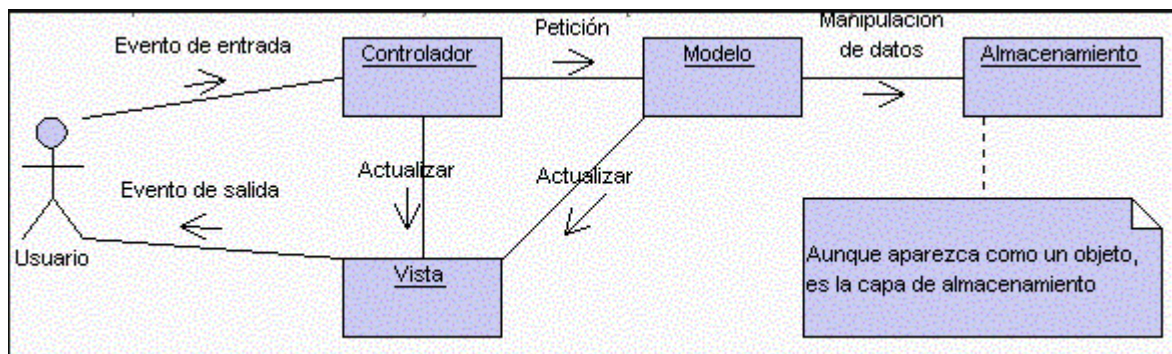 Evento de entrada
Controlador
Petición
Modelo
Manipulación
de datos
Almacenamiento
Actualizar
Actualizar
Evento de salida
Usuario
Vista
Aunque aparezca como un objeto,
es la capa de almacenamiento